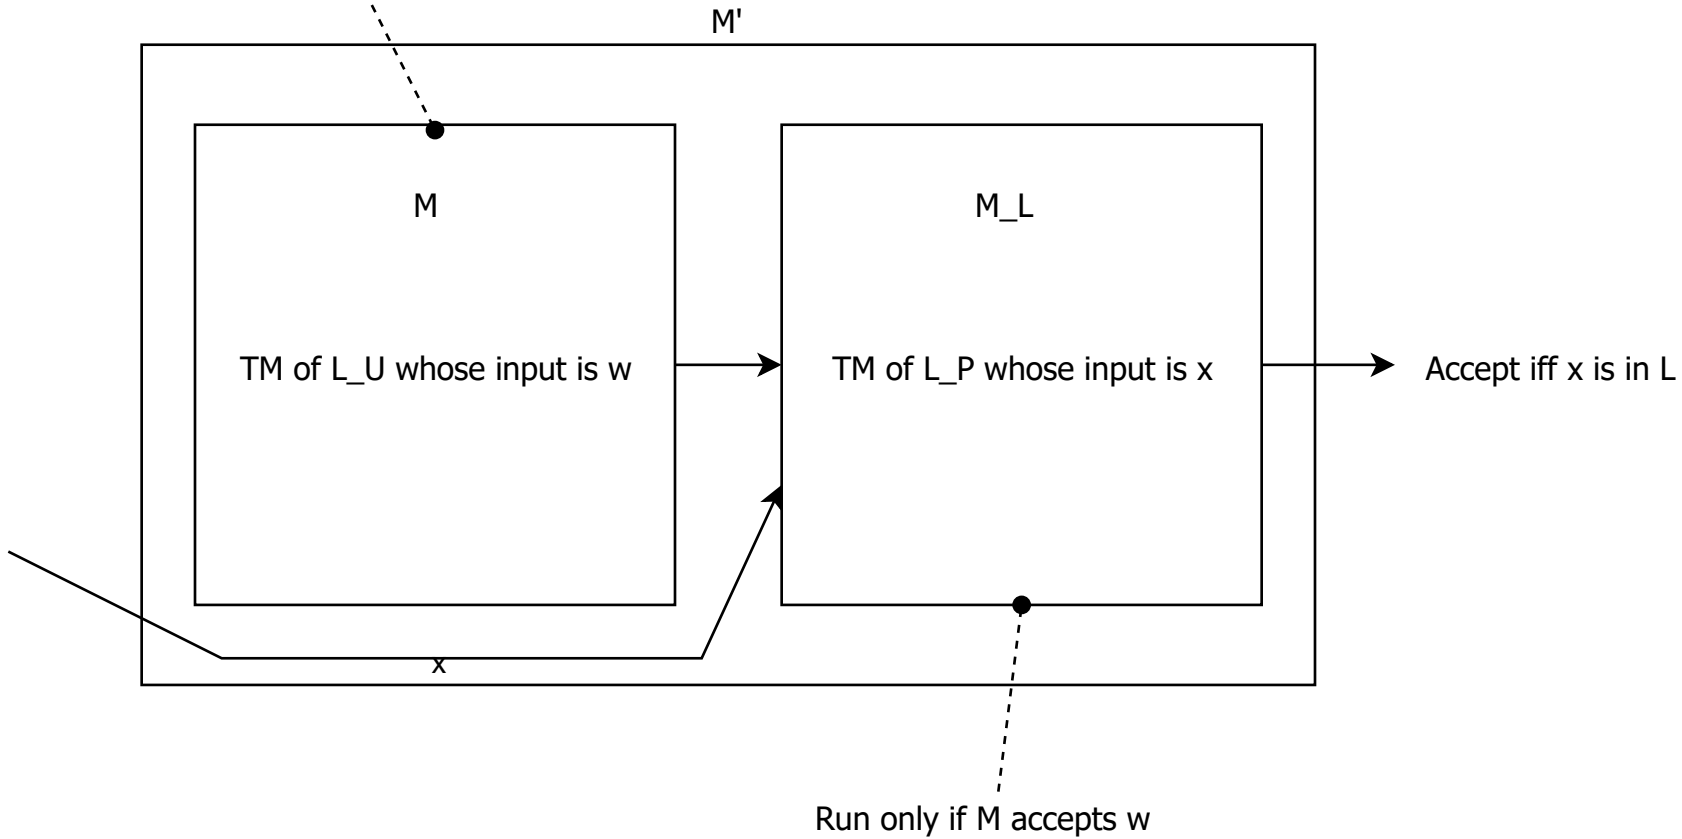 M'
M
M_L
TM of L_U whose input is w
TM of L_P whose input is x
Accept iff x is in L
x
Run only if M accepts w